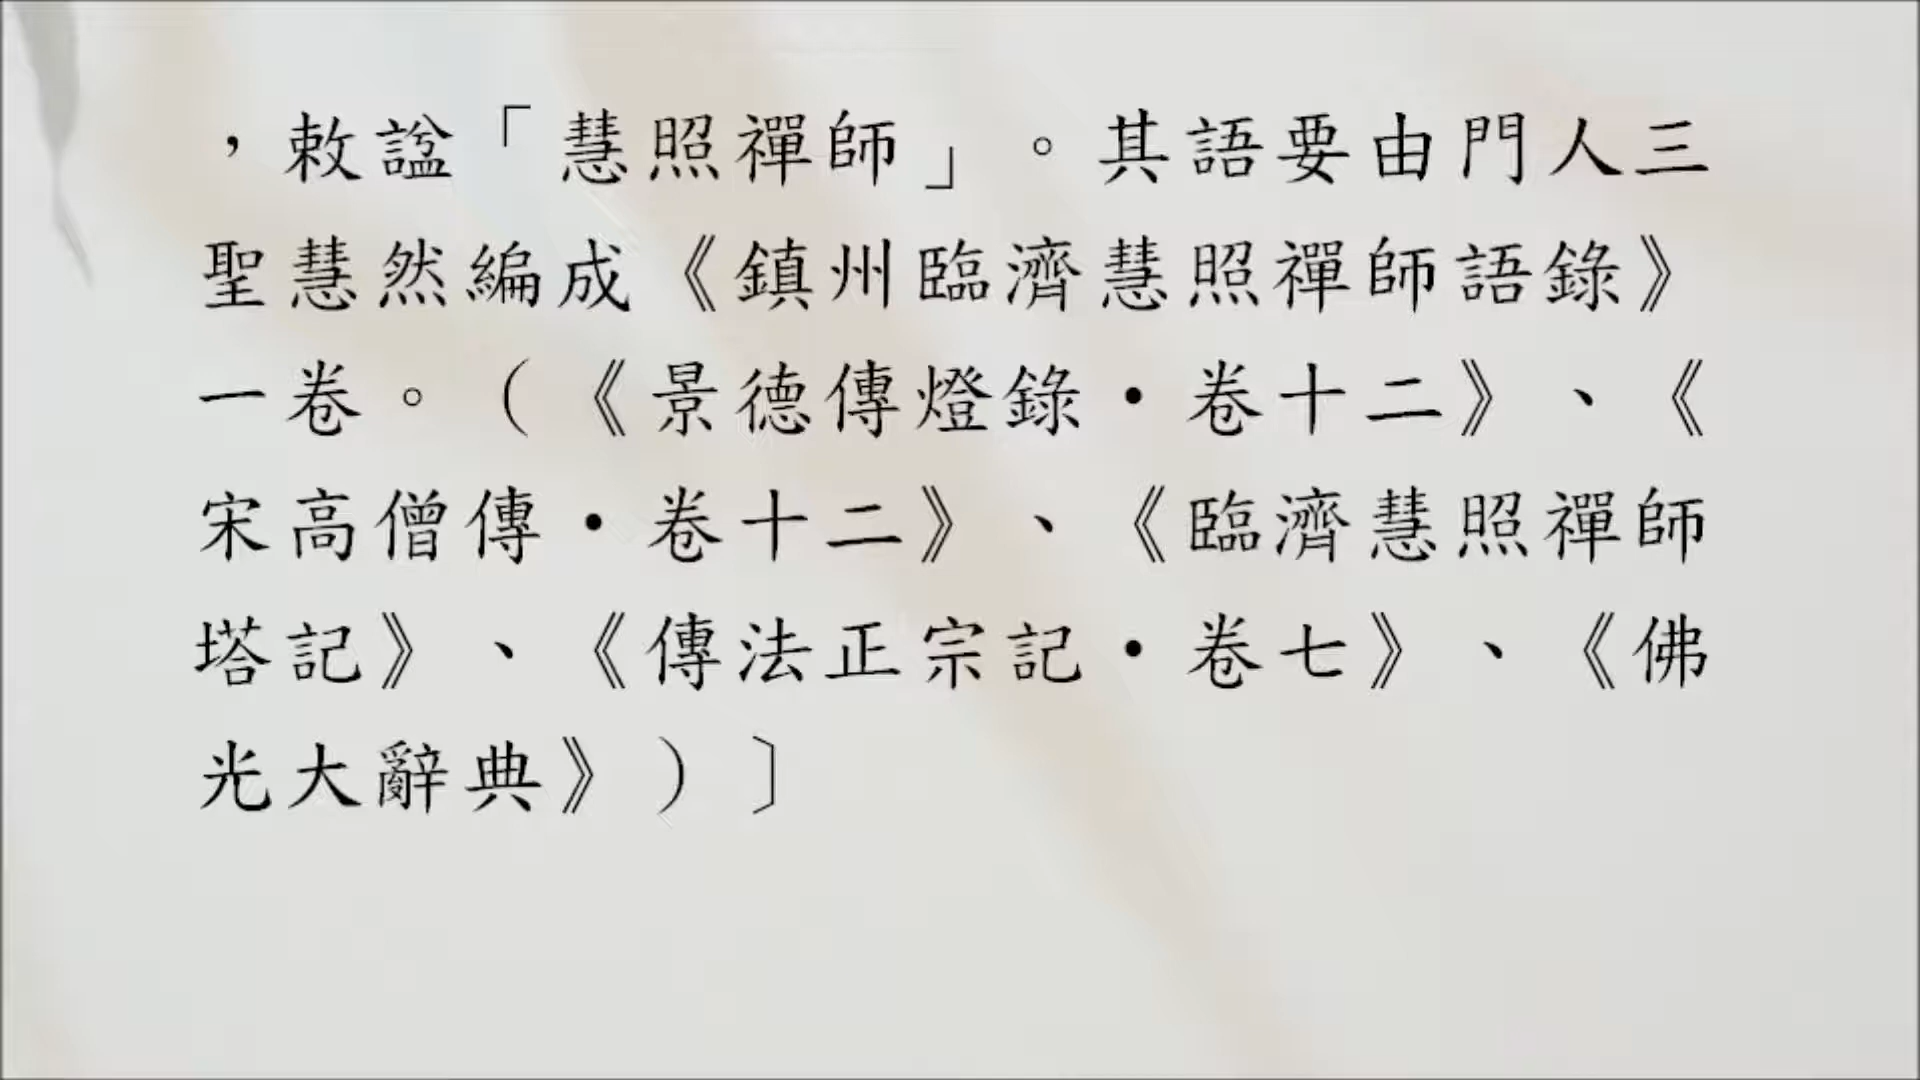 ，敕諡「慧照禪師」。其語要由門人三
聖慧然編成《鎮州臨濟慧照禪師語錄》
一卷。（《景德傳燈錄・卷十二》、《
宋高僧傳・卷十二》、《臨濟慧照禪師
塔記》、《傳法正宗記・卷七》、《佛
光大辭典》）〕